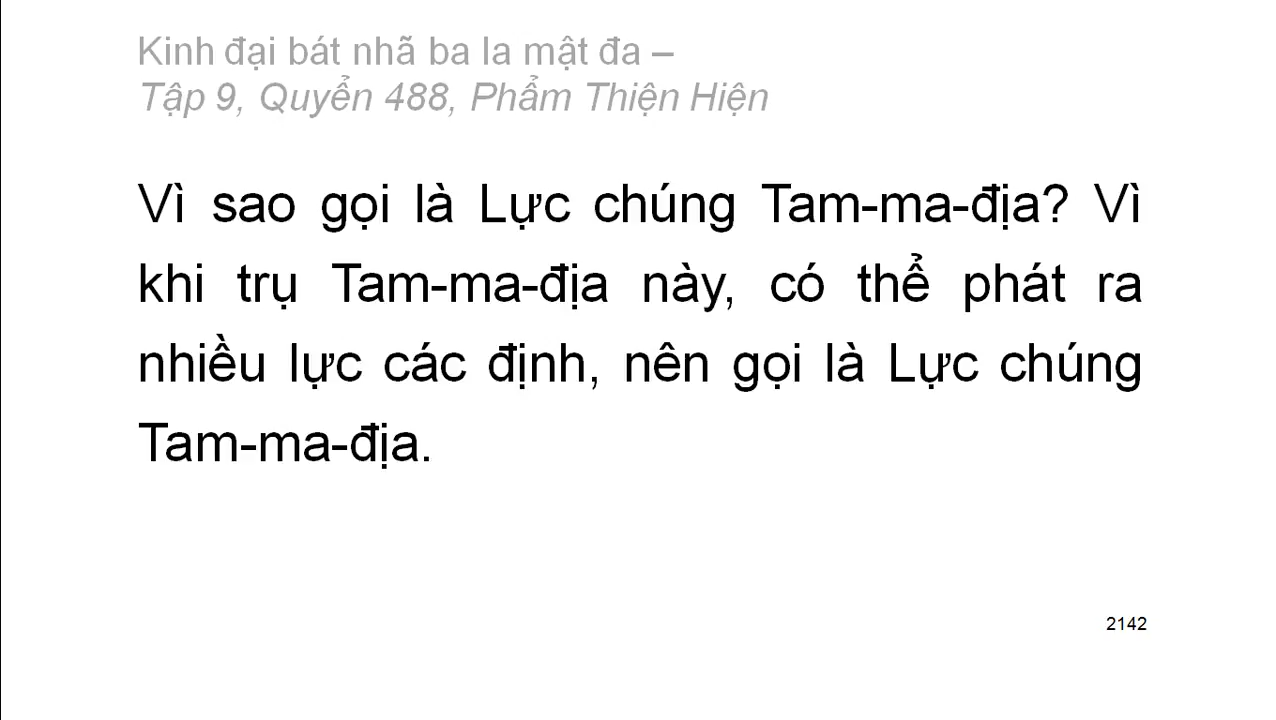 Kinh đại bát nhã ba la mật đa –
Tập 9, Quyển 488, Phẩm Thiện Hiện
Vì sao gọi là Lực chúng Tam-ma-địa? Vì
khi trụ Tam-ma-địa này, có thể phát ra
nhiều lực các định, nên gọi là Lực chúng
Tam-ma-địa.
2142